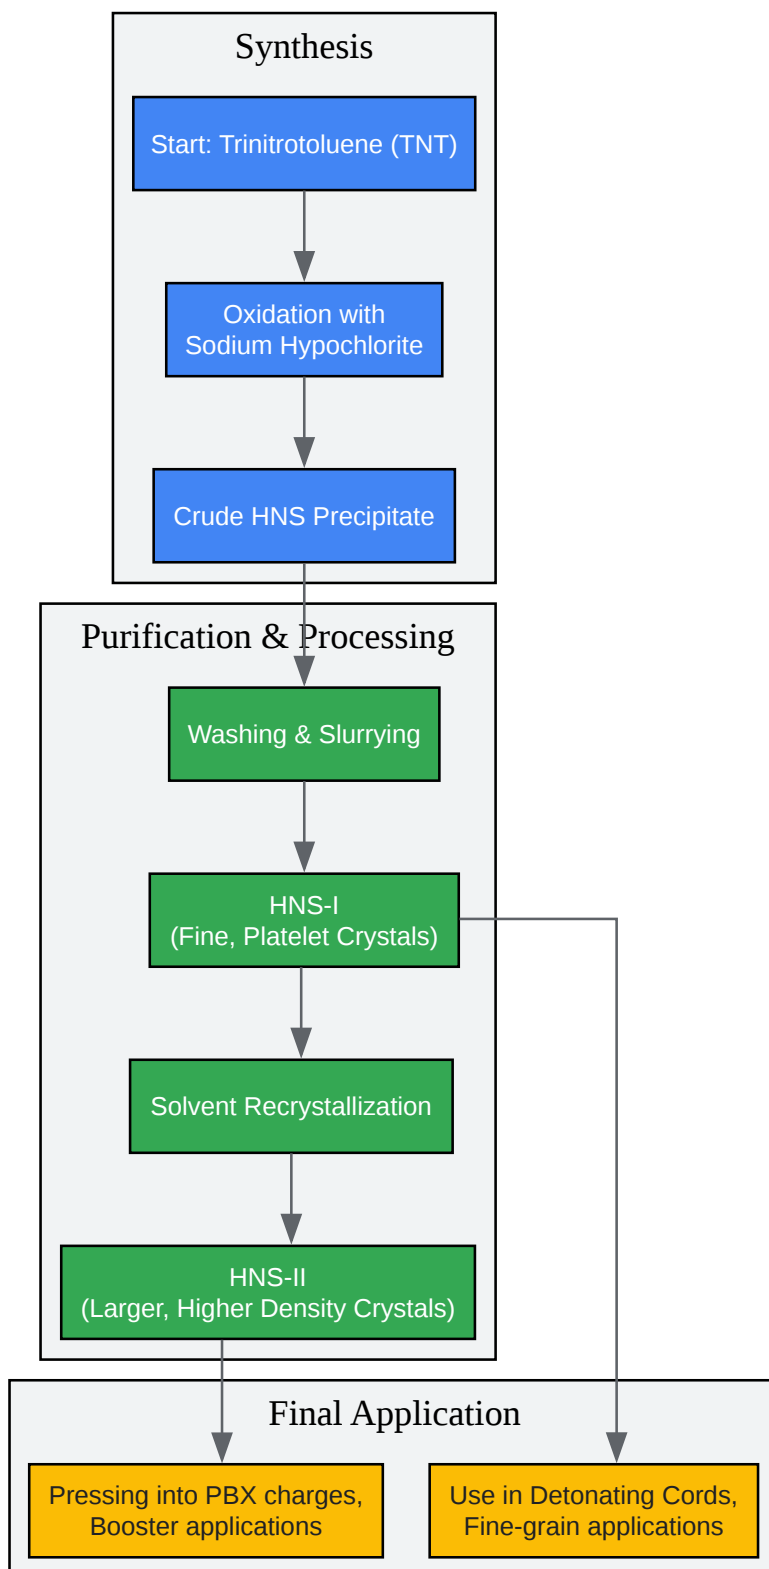 Synthesis
Start: Trinitrotoluene (TNT)
Oxidation with
Sodium Hypochlorite
Crude HNS Precipitate
Purification & Processing
Washing & Slurrying
HNS-I
(Fine, Platelet Crystals)
Solvent Recrystallization
HNS-II
(Larger, Higher Density Crystals)
Final Application
Pressing into PBX charges,
Booster applications
Use in Detonating Cords,
Fine-grain applications